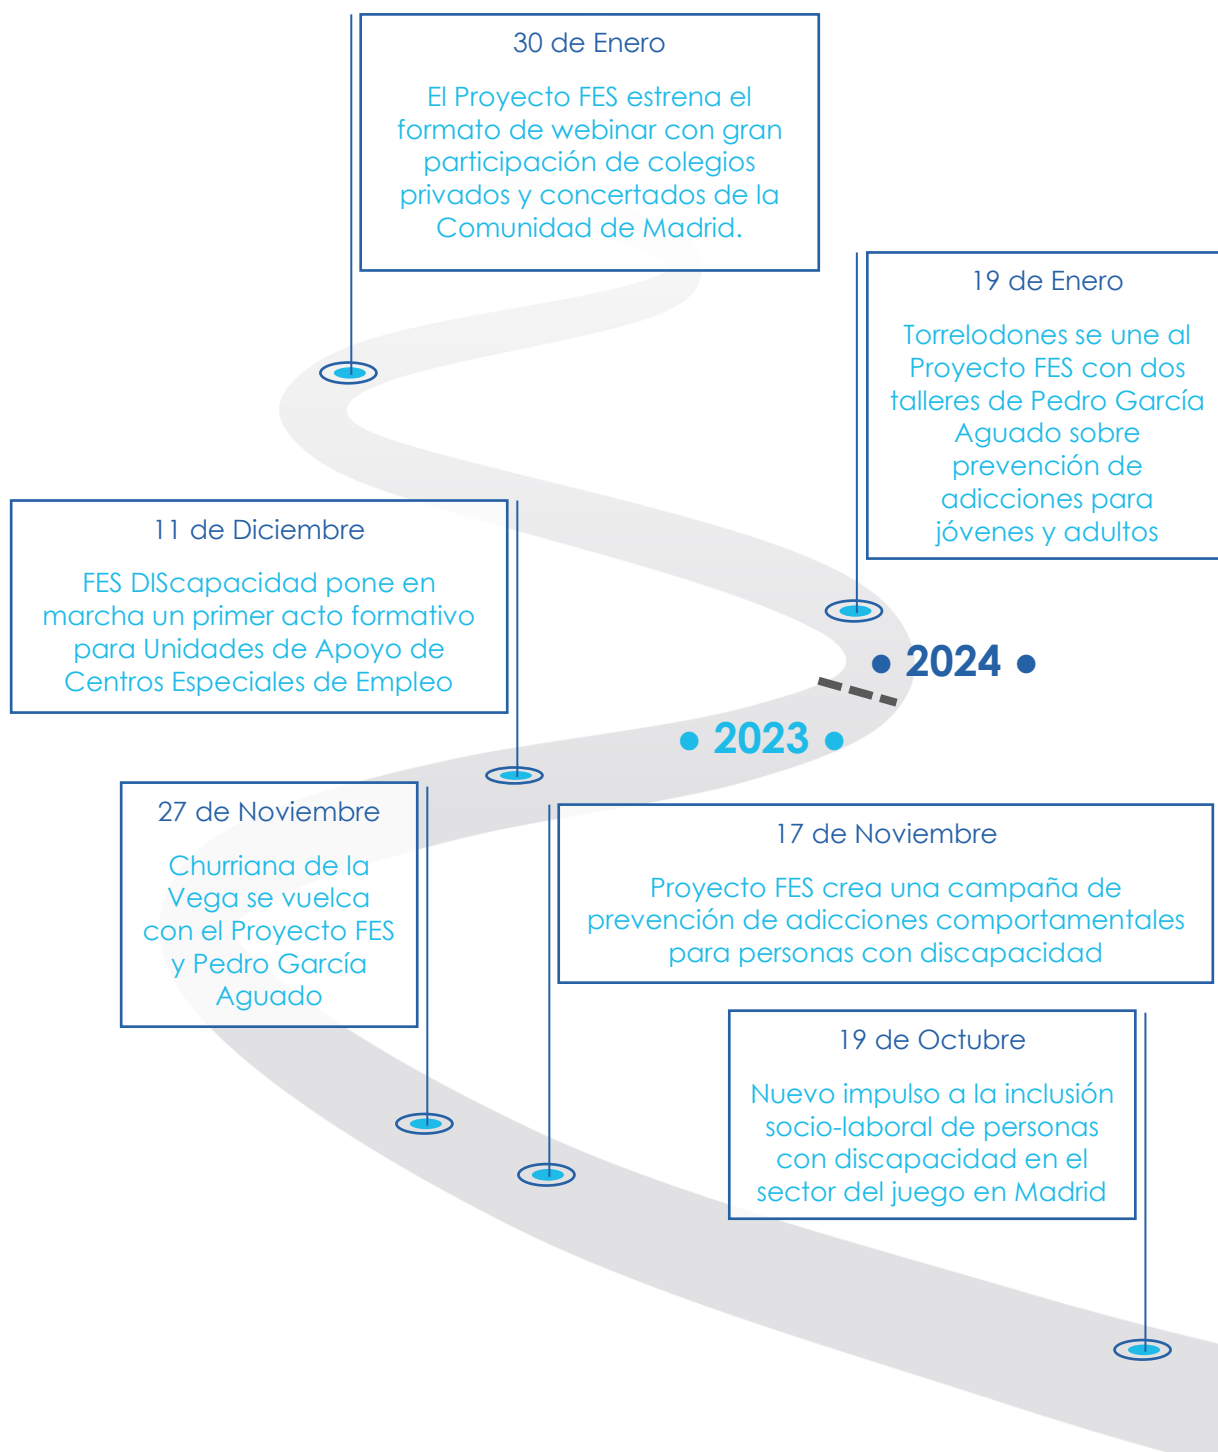 30 de Enero
El Proyecto FES estrena el
formato de webinar con gran
participación de colegios
privados y concertados de la
Comunidad de Madrid.
19 de Enero
Torrelodones se une al
Proyecto FES con dos
talleres de Pedro García
Aguado sobre
prevención de
adicciones para
jóvenes y adultos
11 de Diciembre
FES DIScapacidad pone en
marcha un primer acto formativo
para Unidades de Apoyo de
Centros Especiales de Empleo
• 2024 •
• 2023 •
27 de Noviembre
Churriana de la
Vega se vuelca
con el Proyecto FES
y Pedro García
Aguado
17 de Noviembre
Proyecto FES crea una campaña de
prevención de adicciones comportamentales
para personas con discapacidad
19 de Octubre
Nuevo impulso a la inclusión
socio-laboral de personas
con discapacidad en el
sector del juego en Madrid